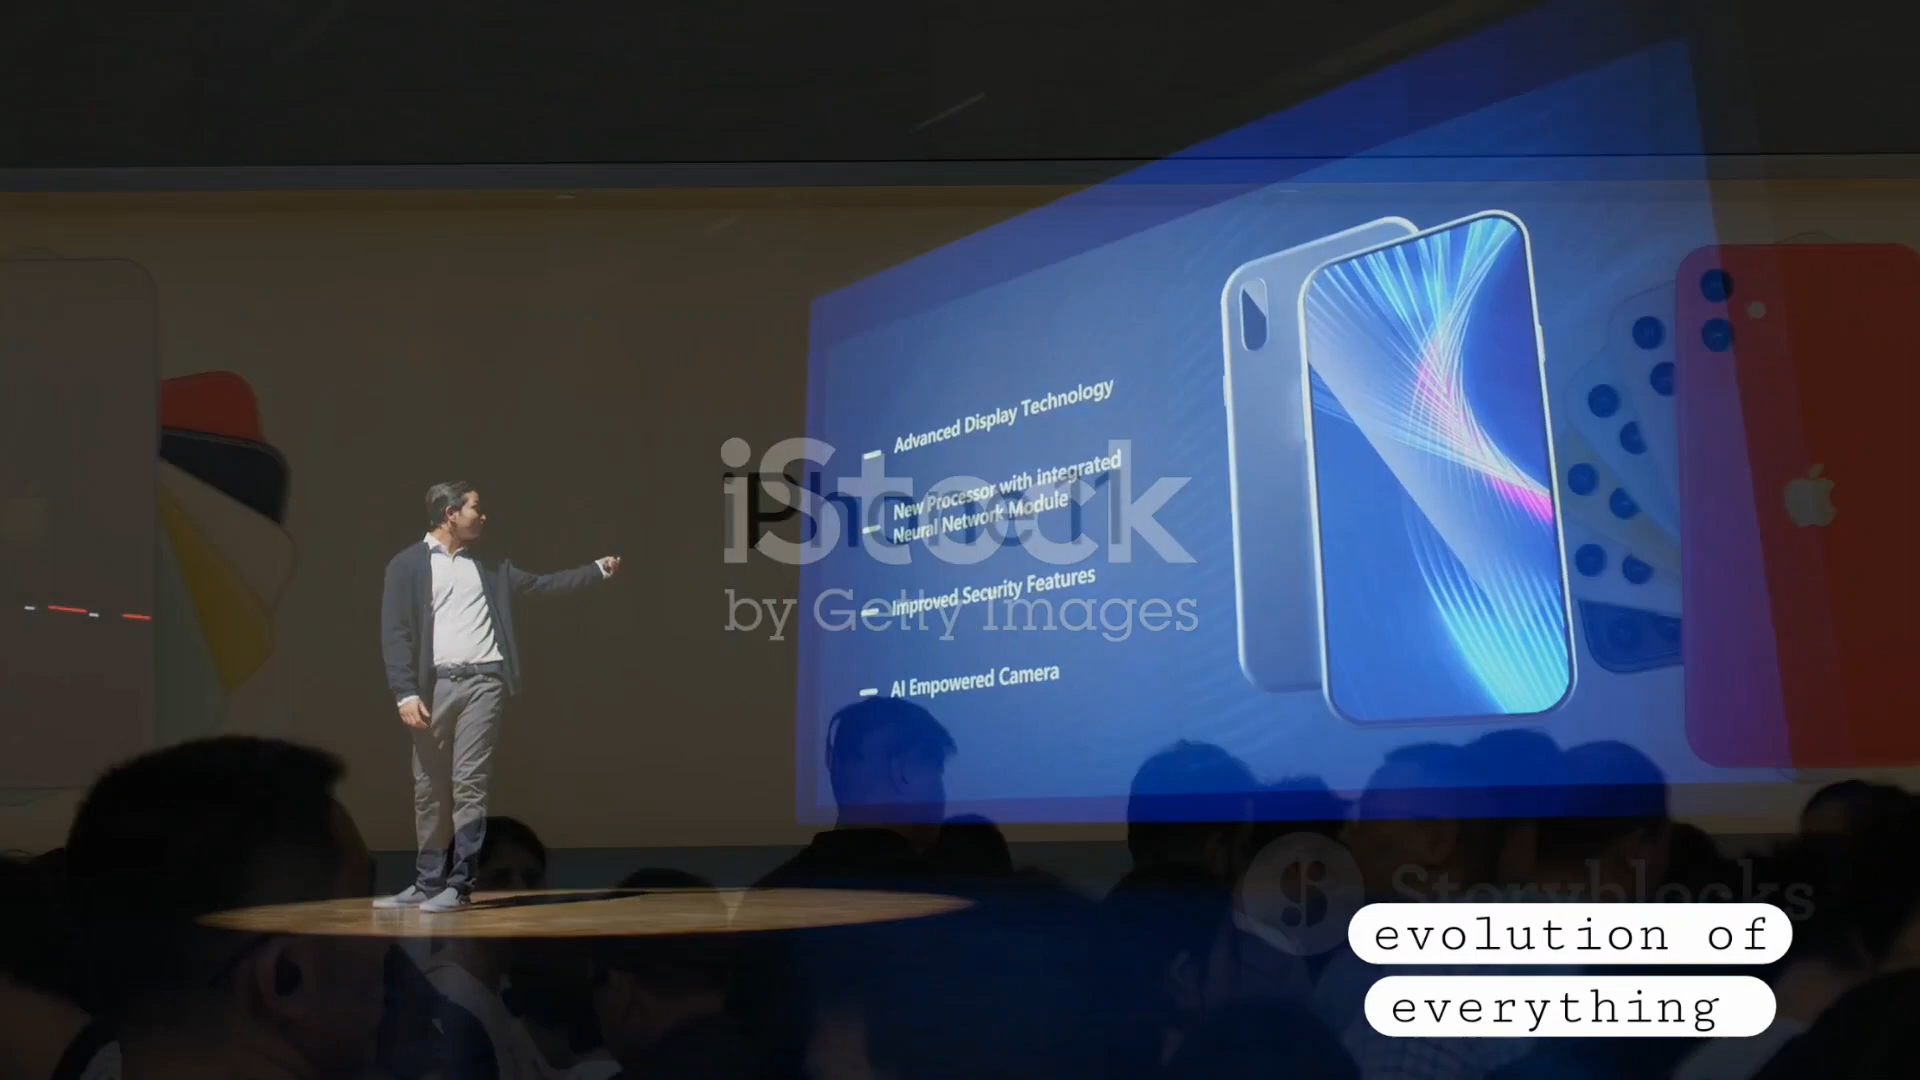 Advanced Display Technology
New Processor with integrated
Neural Network Module
Improved Security Features
AI Empowered Camera
iPhone11
iStock
by Getty Images
Storyblocks
evolution of
everything